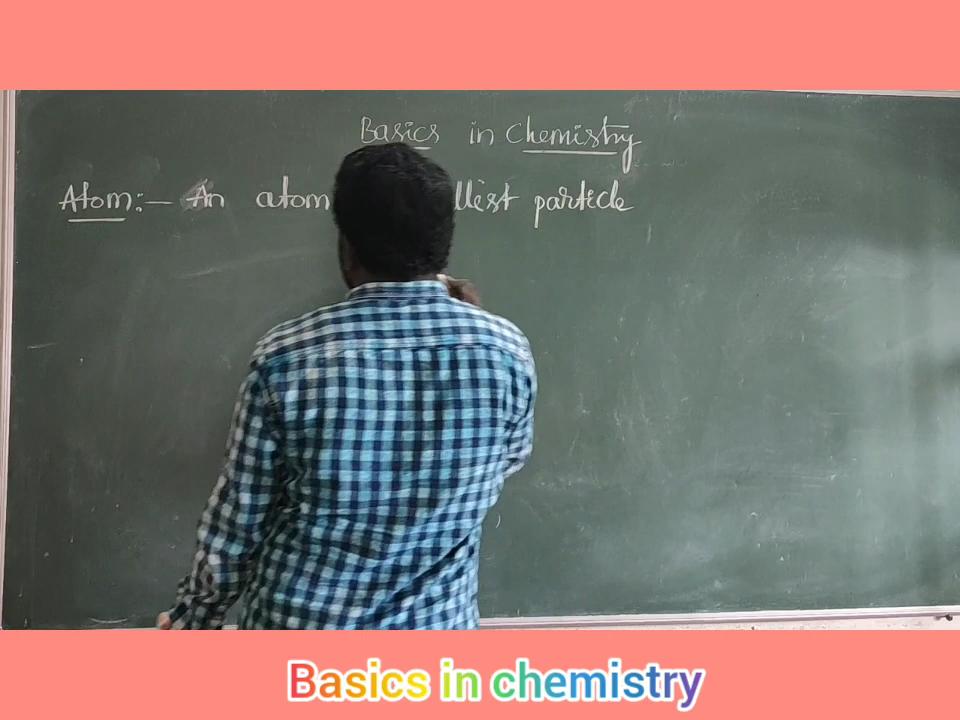 Basics in Chemistry
Atom:- An atom llest particle
Basics in chemistry